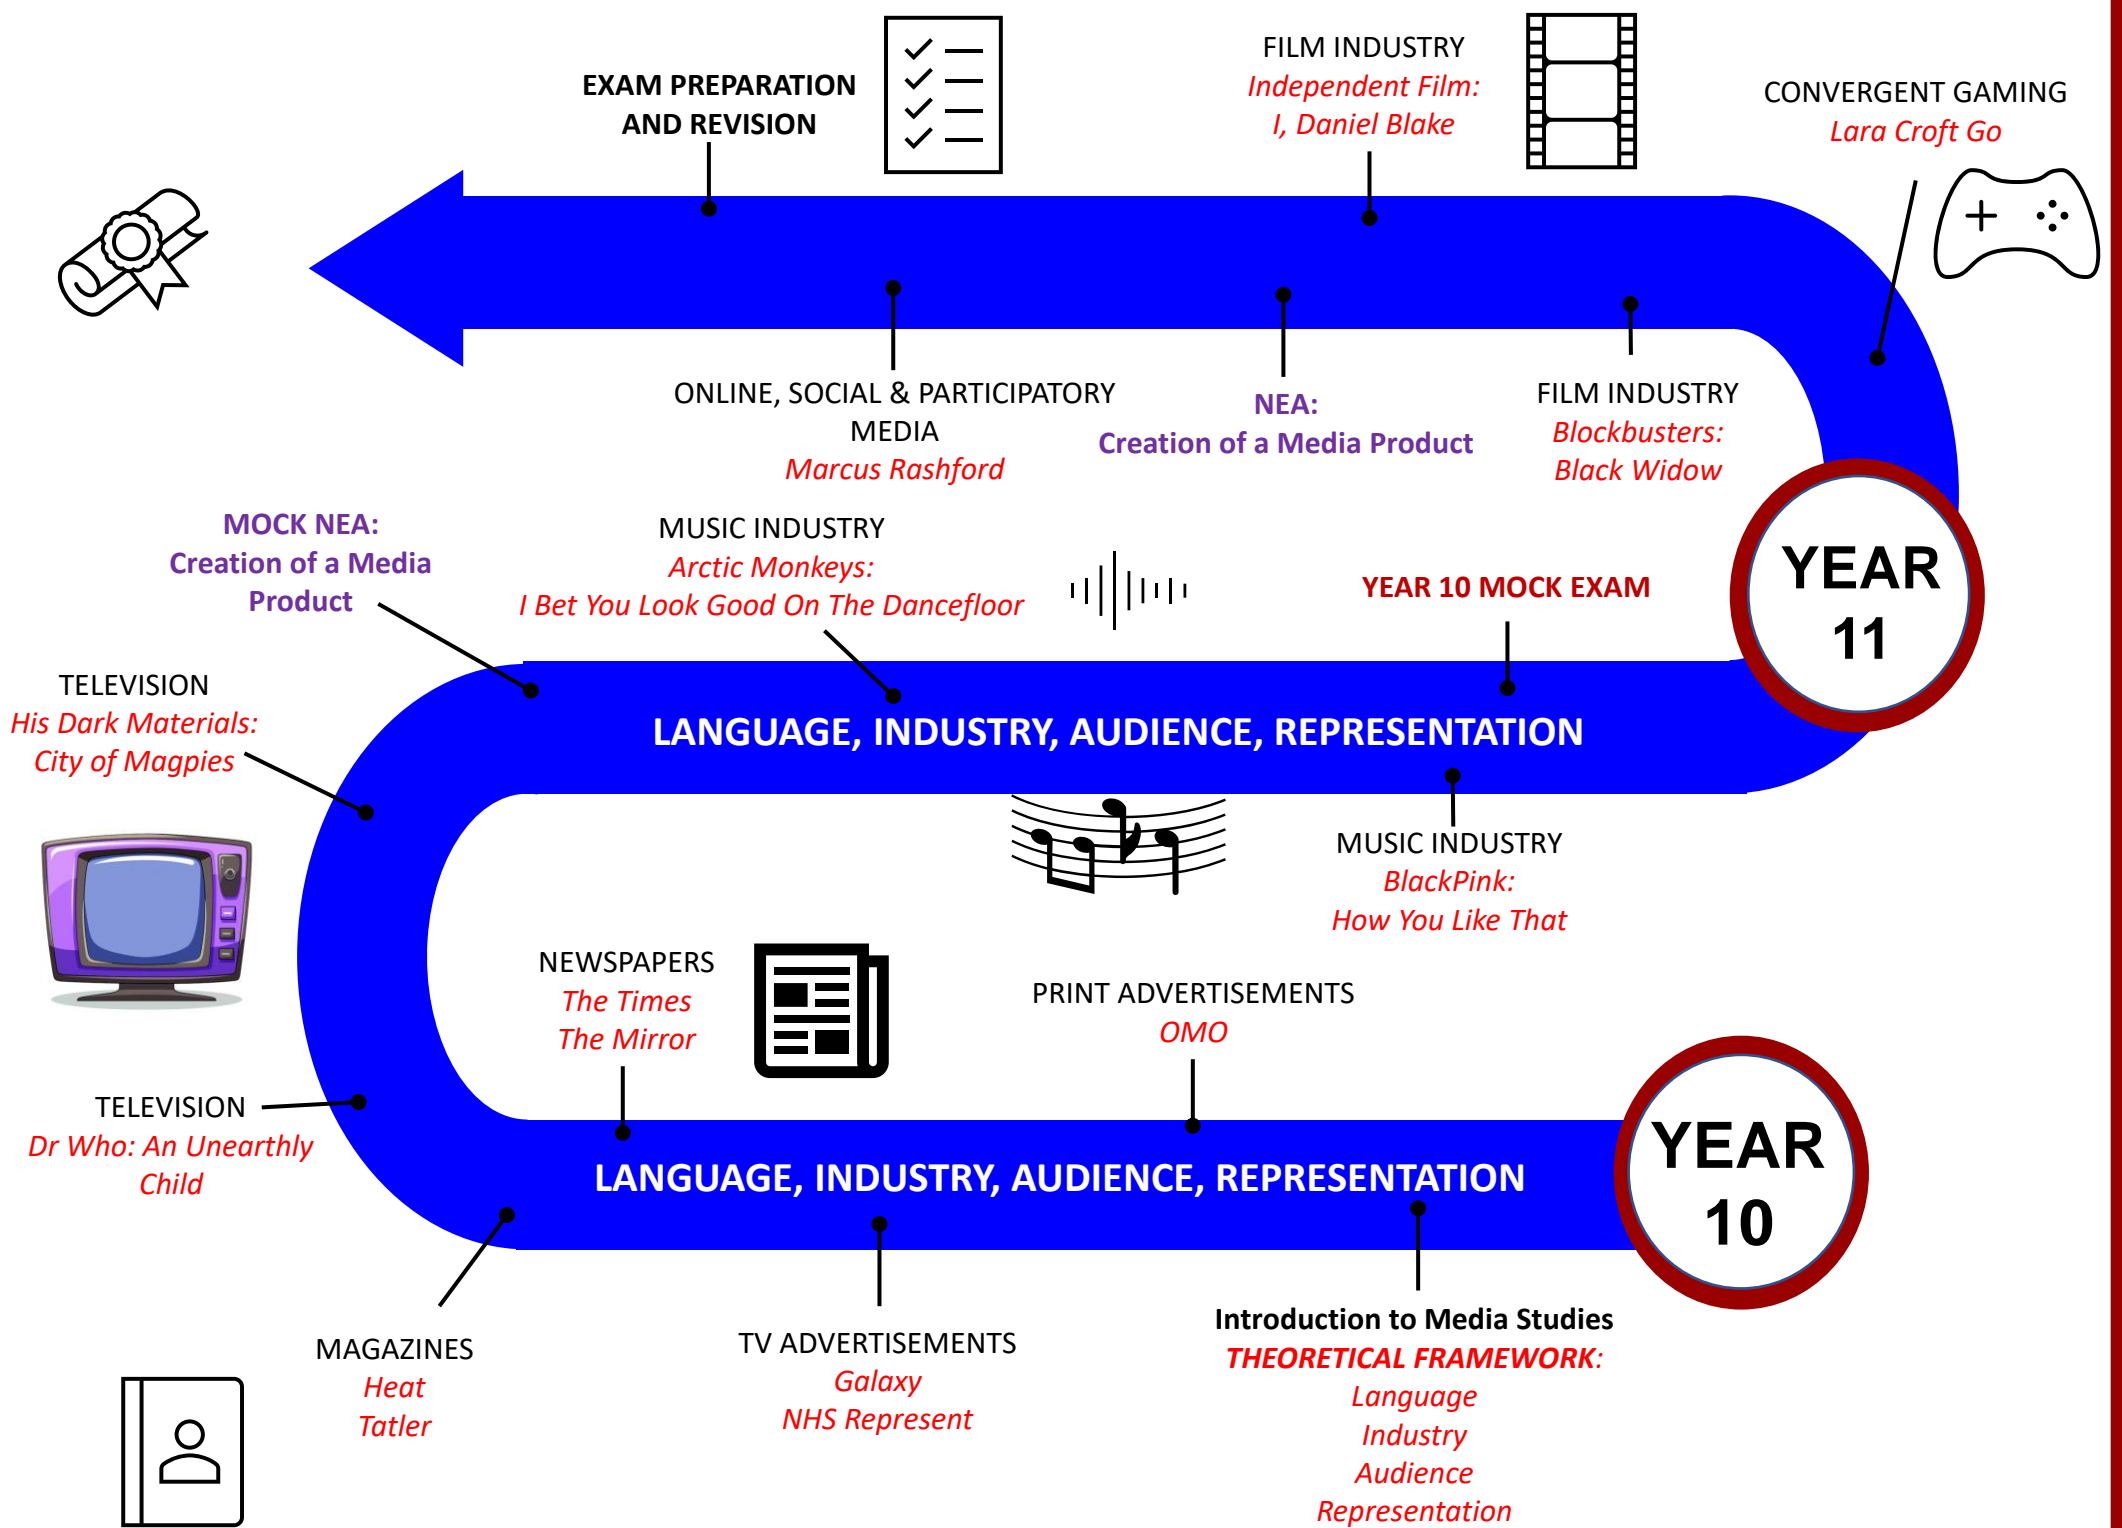 EXAM PREPARATION
AND REVISION
FILM INDUSTRY
Independent Film:
I, Daniel Blake
CONVERGENT GAMING
Lara Croft Go
ONLINE, SOCIAL & PARTICIPATORY
MEDIA
Marcus Rashford
NEA:
Creation of a Media Product
FILM INDUSTRY
Blockbusters:
Black Widow
MOCK NEA:
Creation of a Media
Product
MUSIC INDUSTRY
Arctic Monkeys:
I Bet You Look Good On The Dancefloor
YEAR 10 MOCK EXAM
YEAR
11
TELEVISION
His Dark Materials:
City of Magpies
LANGUAGE, INDUSTRY, AUDIENCE, REPRESENTATION
MUSIC INDUSTRY
BlackPink:
How You Like That
NEWSPAPERS
The Times
The Mirror
PRINT ADVERTISEMENTS
OMO
TELEVISION
Dr Who: An Unearthly
Child
LANGUAGE, INDUSTRY, AUDIENCE, REPRESENTATION
YEAR
10
MAGAZINES
Heat
Tatler
TV ADVERTISEMENTS
Galaxy
NHS Represent
Introduction to Media Studies
THEORETICAL FRAMEWORK:
Language
Industry
Audience
Representation